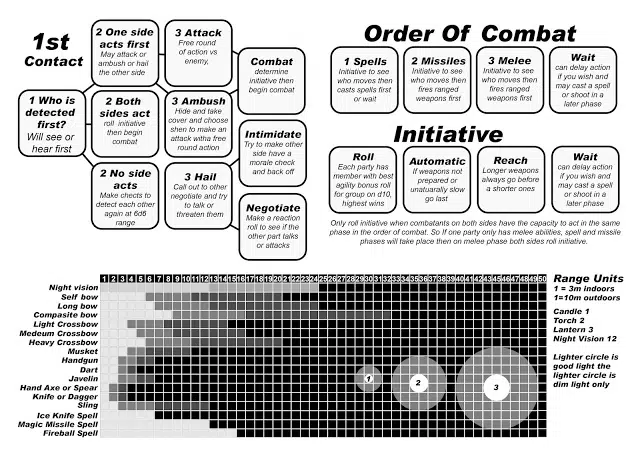 1st
Contact
1 Who is
detected
first?
Will see or
hear first
2 One side
acts first
May attack or
ambush or hail
the other side
2 Both
sides act
roll initiative
then begin
combat
2 No side
acts
Make chects to
detect each other
again at 6d6
range
3 Attack
Free round
of action vs
enemy,
3 Ambush
Hide and take
cover and choose
shen to make an
attack witha free
round action
3 Hail
Call out to other
negotiate and try
to talk or
threaten them
Combat
determine
initiative then
begin combat
Intimidate
Try to make other
side have a
morale check
and back off
Negotiate
Make a reaction
roll to see if the
other part talks
or attacks
Order Of Combat
1 Spells
Initiative to see
who moves then
casts spells first
or wait
2 Missiles
Initiative to see
who moves then
fires ranged
weapons first
3 Melee
Initiative to see
who moves then
fires ranged
weapons first
Wait
can delay action
if you wish and
may cast a spell
or shoot in a
later phase
Initiative
Roll
Each party has
member with best
agility bonus roll
for group on d10,
highest wins
Automatic
If weapons not
prepared or
unatuarally slow
go last
Reach
Longer weapons
always go before
a shorter ones
Wait
can delay action
if you wish and
may cast a spell
or shoot in a
later phase
Only roll initiative when combatants on both sides have the capacity to act in the same
phase in the order of combat. So If one party only has melee abilities, spell and missile
phases will take place then on melee phase both sides roll initiative.
1 2 3 4 5 6 7 8 9 10 11 12 13 14 15 16 17 18 19 20 21 22 23 24 25 26 27 28 29 30 31 32 33 34 35 36 37 38 39 40 41 42 43 44 45 46 47 48 49 50
Night vision
Self bow
Long bow
Compasite bow
Light Crossbow
Medeum Crossbow
Heavy Crossbow
Musket
Handgun
Dart
Javelin
Hand Axe or Spear
Knife or Dagger
Sling
Ice Knife Spell
Magic Missile Spell
Fireball Spell
1
2
3
Range Units
1 = 3m indoors
1=10m outdoors
Candle 1
Torch 2
Lantern 3
Night Vision 12
Lighter circle is
good light the
lighter circle is
dim light only